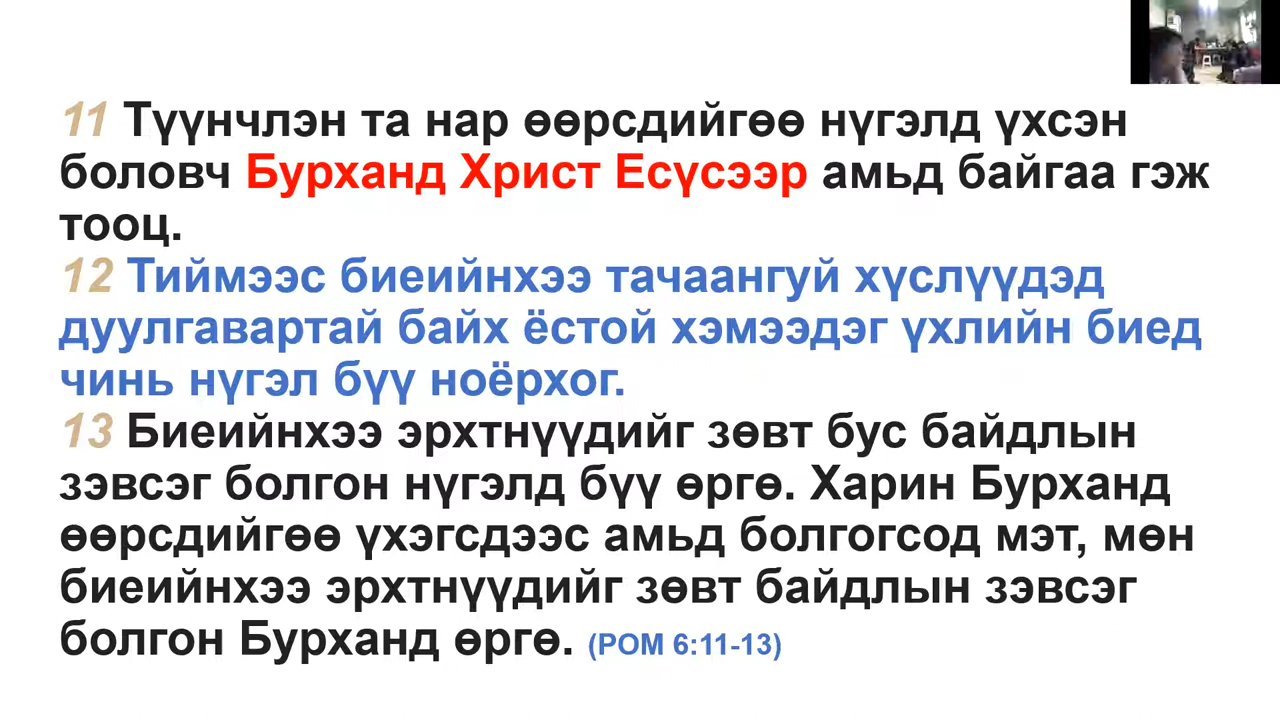 11 Түүнчлэн та нар өөрсдийгөө нүгэлд үхсэн
боловч Бурханд Христ Есүсээр амьд байгаа гэж
тооц.
12 Тиймээс биеийнхээ тачаангуй хүслүүдэд
дуулгавартай байх ёстой хэмээдэг үхлийн биед
чинь нүгэл бүү ноёрхог.
13 Биеийнхээ эрхтнүүдийг зөвт бус байдлын
зэвсэг болгон нүгэлд бүү өргө. Харин Бурханд
өөрсдийгөө үхэгсдээс амьд болгогсод мэт, мөн
биеийнхээ эрхтнүүдийг зөвт байдлын зэвсэг
болгон Бурханд өргө. (РОМ 6:11-13)